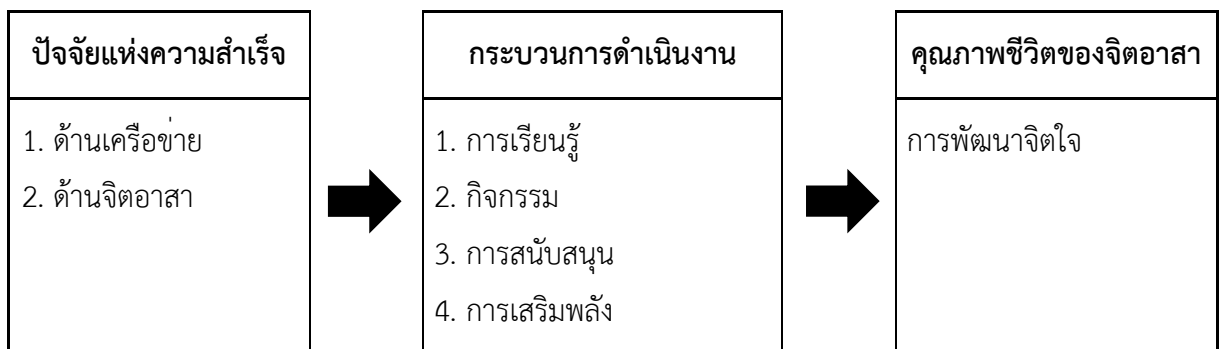 ปัจจัยแห่งความสำเร็จ
1. ด้านเครือข่าย
2. ด้านจิตอาสา
กระบวนการดำเนินงาน
1. การเรียนรู้
2. กิจกรรม
3. การสนับสนุน
4. การเสริมพลัง
คุณภาพชีวิตของจิตอาสา
การพัฒนาจิตใจ